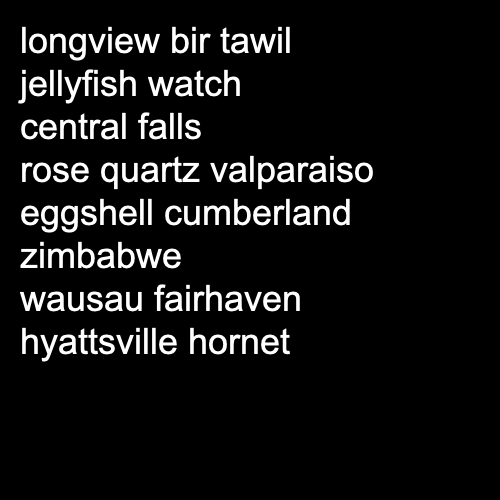 longview bir tawil
jellyfish watch
central falls
rose quartz valparaiso
eggshell cumberland
zimbabwe
wausau fairhaven
hyattsville hornet